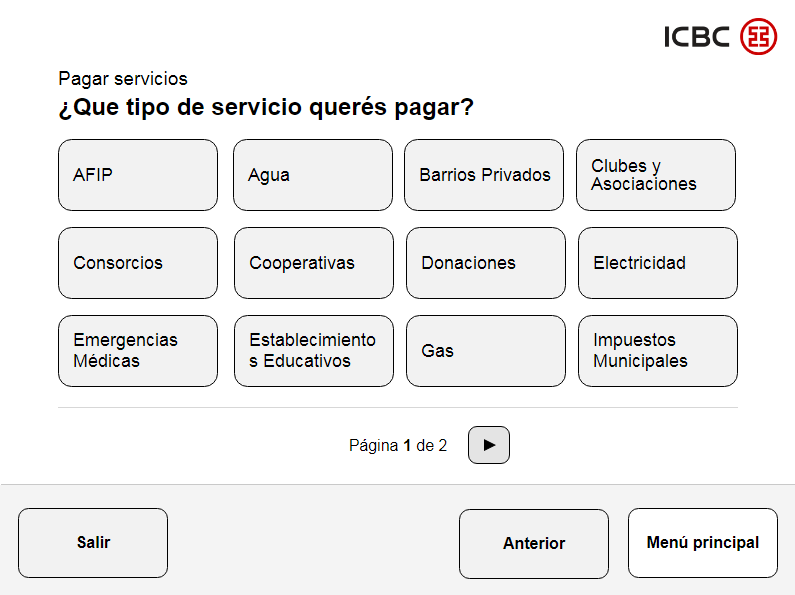 ICBC
Pagar servicios
¿Que tipo de servicio querés pagar?
AFIP
Agua
Barrios Privados
Clubes y
Asociaciones
Consorcios
Cooperativas
Donaciones
Electricidad
Emergencias
Médicas
Establecimiento
s Educativos
Gas
Impuestos
Municipales
Página 1 de 2
Salir
Anterior
Menú principal